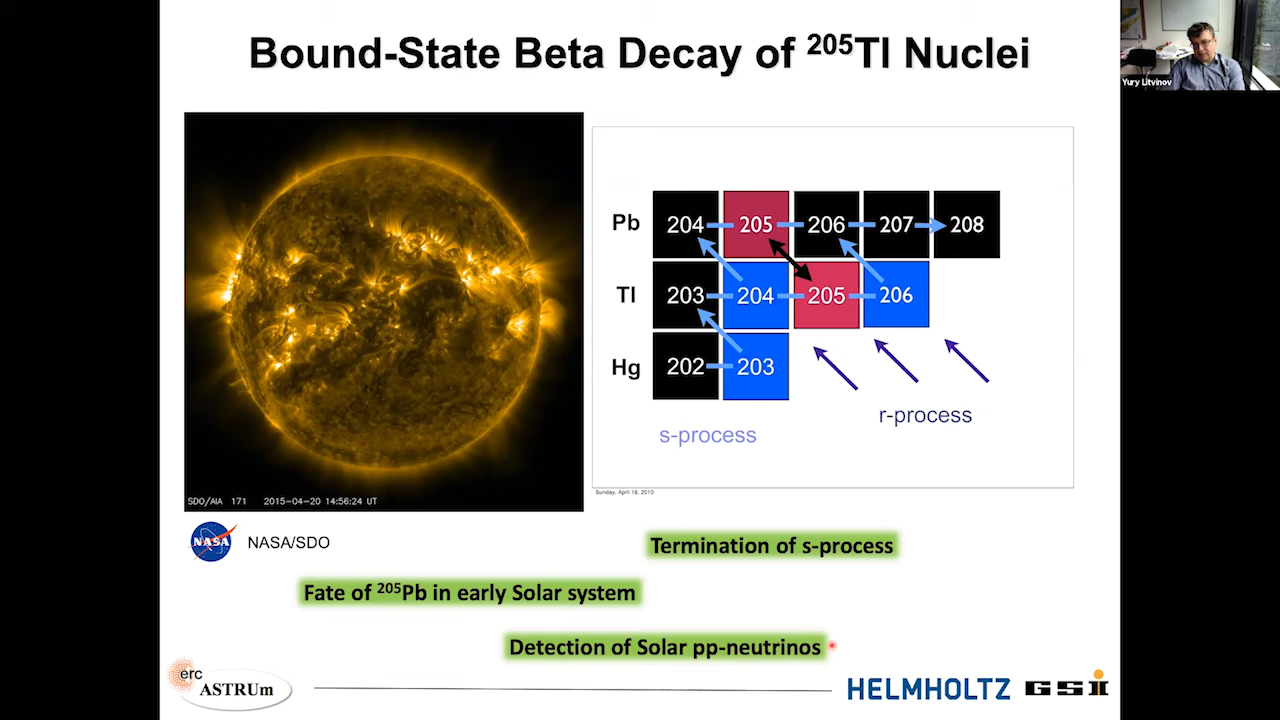 Bound-State Beta Decay of ²⁰⁵Tl Nuclei
Yury Litvinov
Pb 204 205 206 207 208
Tl 203 204 205 206
Hg 202 203
r-process
s-process
SDO/AIA 171 2015-04-20 14:56:24 UT
Sunday, April 18, 2010
NASA
NASA/SDO
Termination of s-process
Fate of ²⁰⁵Pb in early Solar system
Detection of Solar pp-neutrinos
erc
ASTRUm
HELMHOLTZ GSI